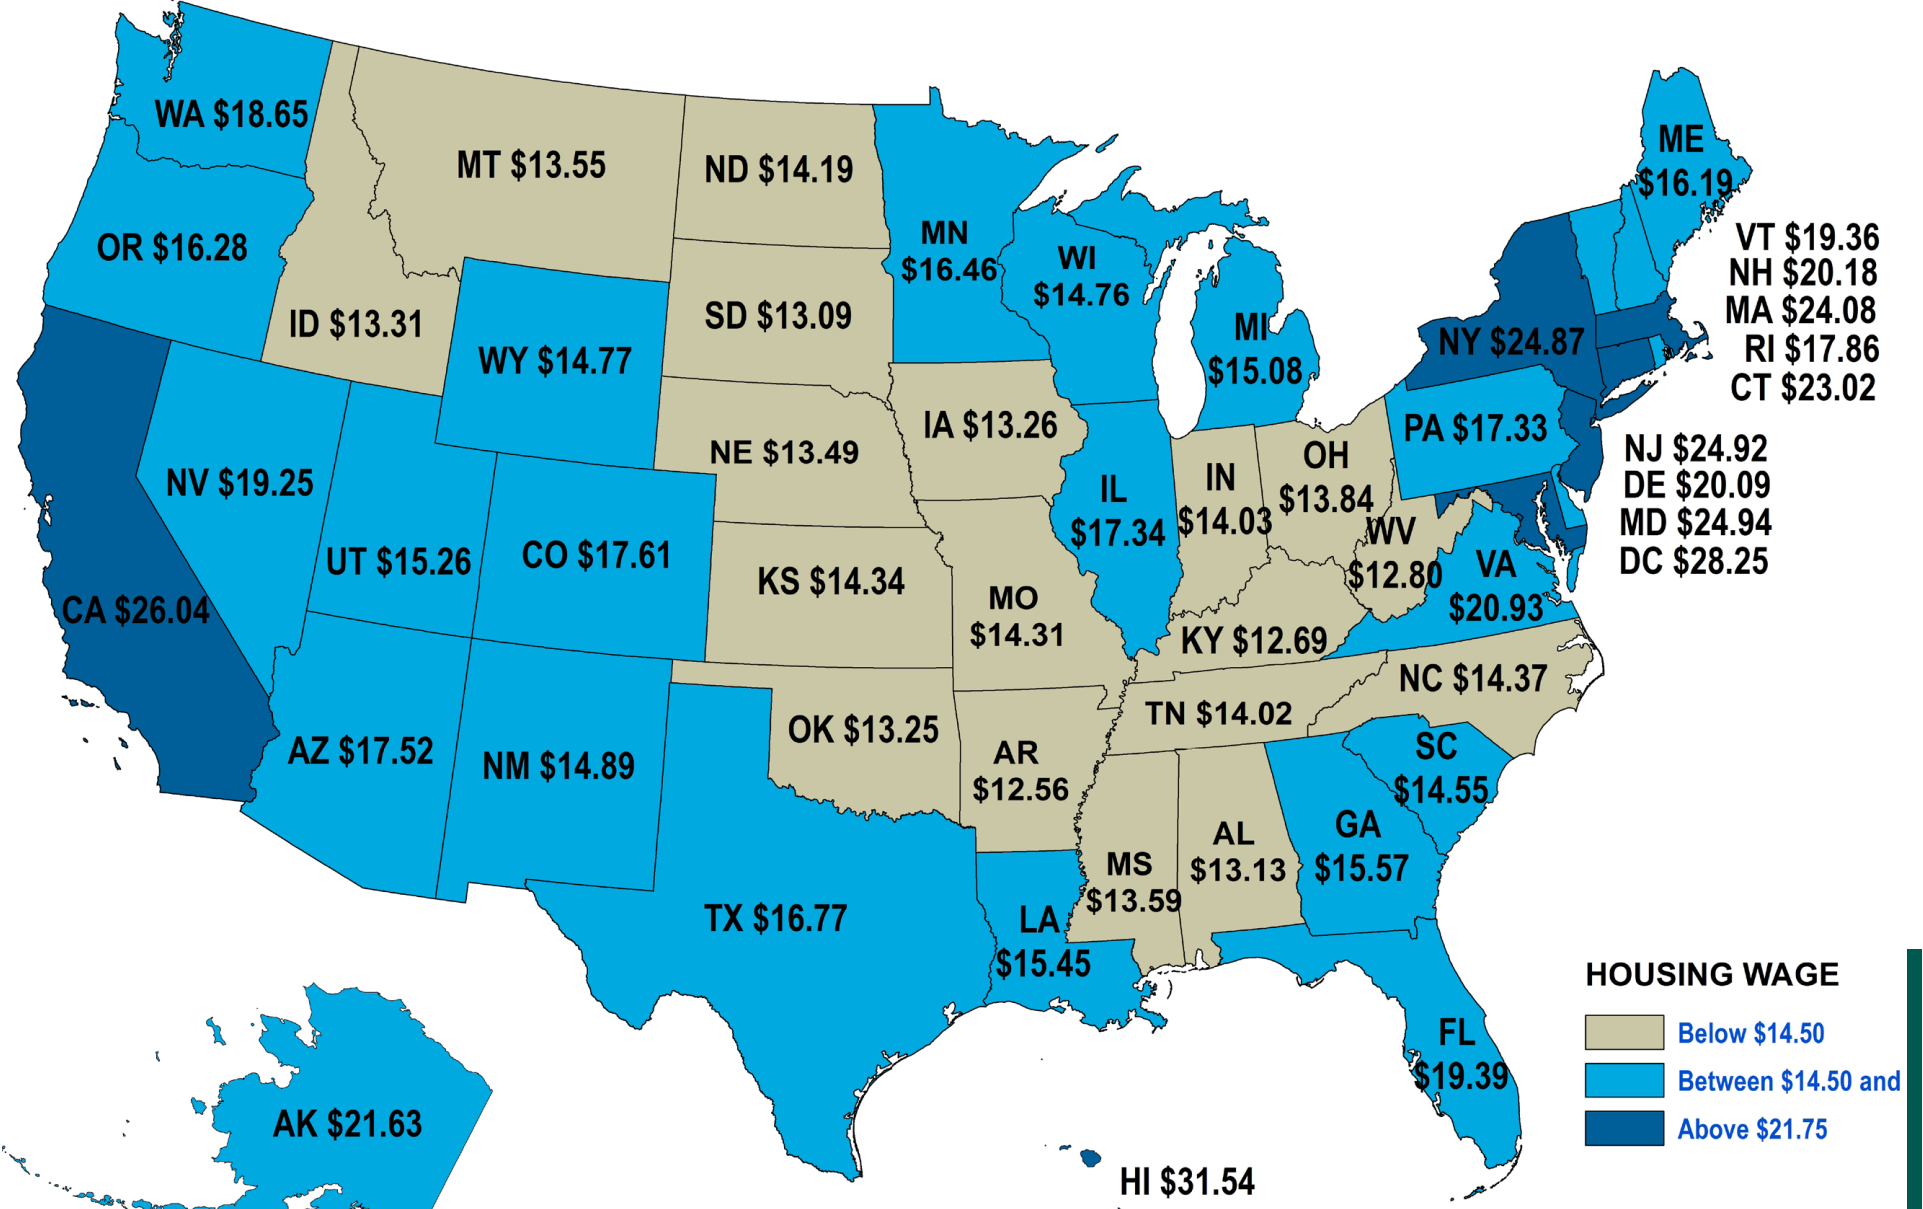 WA $18.65
MT $13.55
ND $14.19
OR $16.28
ID $13.31
WY $14.77
SD $13.09
MN
$16.46
WI
$14.76
MI
$15.08
ME
$16.19
VT $19.36
NH $20.18
MA $24.08
RI $17.86
CT $23.02
NY $24.87
PA $17.33
NJ $24.92
DE $20.09
MD $24.94
DC $28.25
NV $19.25
UT $15.26
CO $17.61
NE $13.49
IA $13.26
KS $14.34
MO
$14.31
IL
$17.34
IN
$14.03
OH
$13.84
WV
$12.80
VA
$20.93
KY $12.69
CA $26.04
AZ $17.52
NM $14.89
OK $13.25
AR
$12.56
TN $14.02
NC $14.37
SC
$14.55
TX $16.77
LA
$15.45
MS
$13.59
AL
$13.13
GA
$15.57
FL
$19.39
AK $21.63
HI $31.54
HOUSING WAGE
Below $14.50
Between $14.50 and
Above $21.75